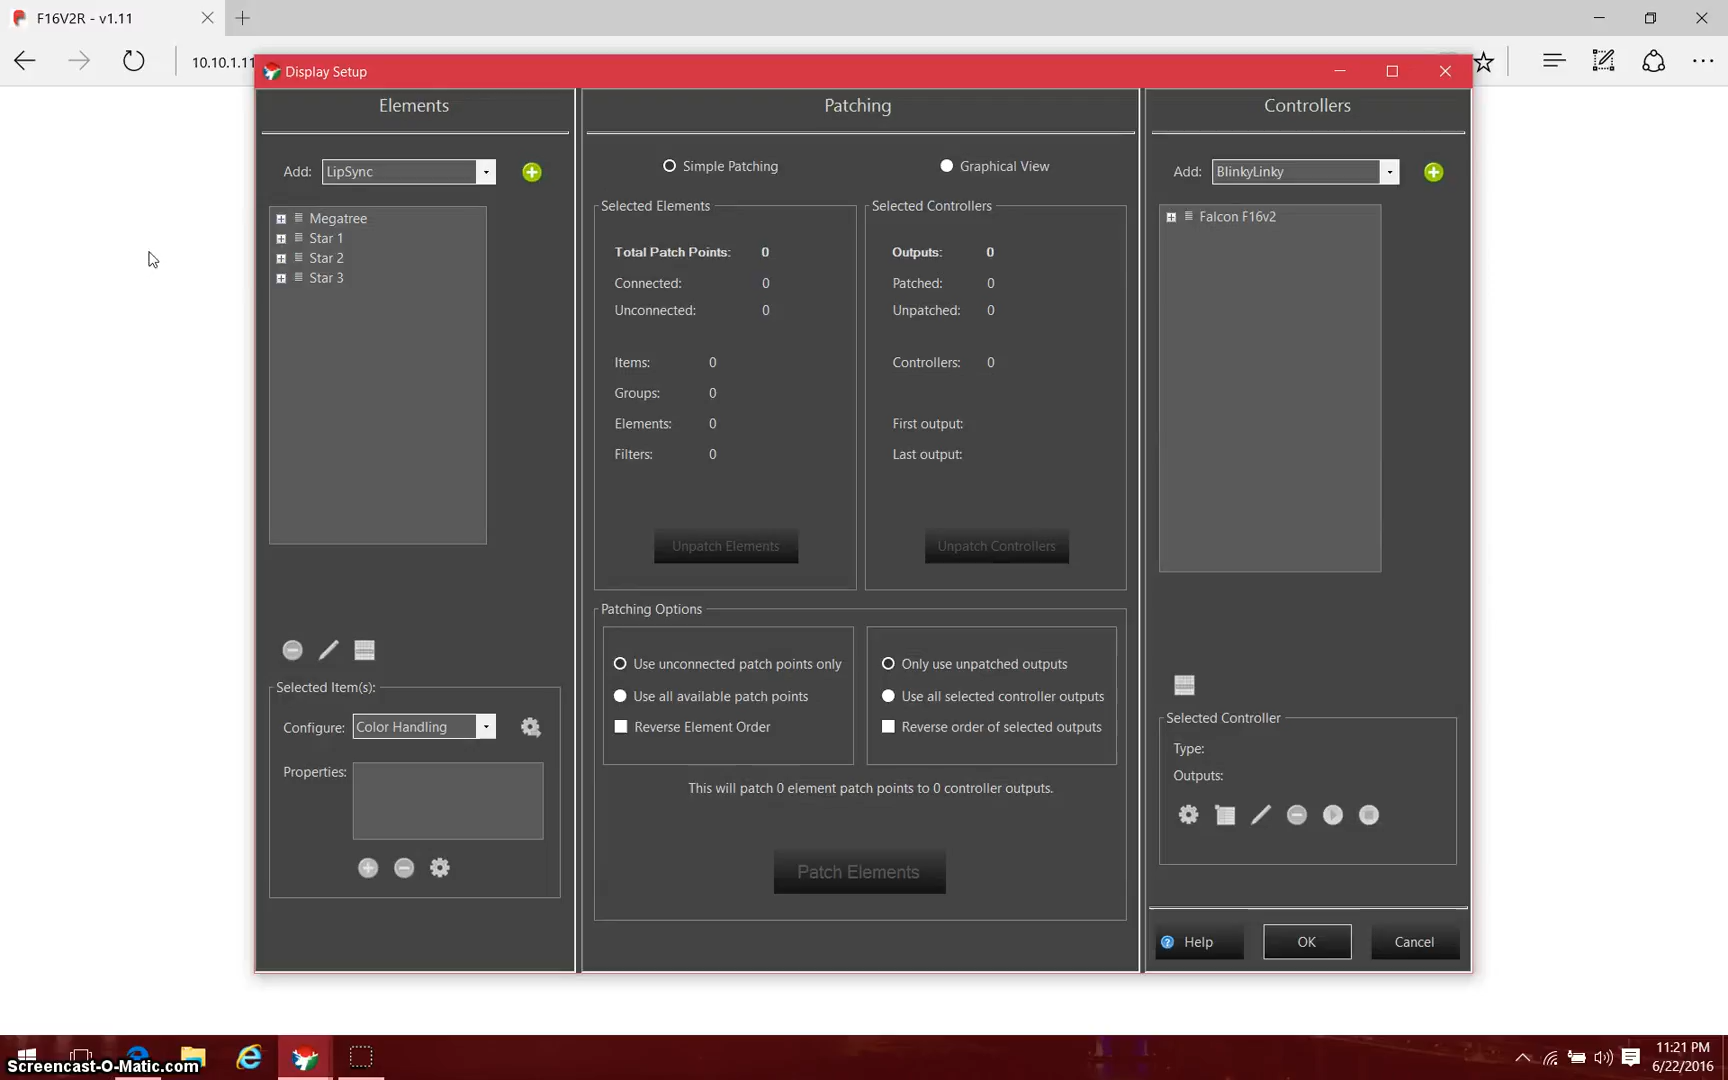 F16V2R - v1.11
10.10.1.11
Display Setup
Elements
Add: LipSync
Megatree
Star 1
Star 2
Star 3
Selected Item(s):
Configure: Color Handling
Properties:
Patching
Simple Patching
Graphical View
Selected Elements
Total Patch Points: 0
Connected: 0
Unconnected: 0
Items: 0
Groups: 0
Elements: 0
Filters: 0
Unpatch Elements
Selected Controllers
Outputs: 0
Patched: 0
Unpatched: 0
Controllers: 0
First output:
Last output:
Unpatch Controllers
Patching Options
Use unconnected patch points only
Use all available patch points
Reverse Element Order
Only use unpatched outputs
Use all selected controller outputs
Reverse order of selected outputs
This will patch 0 element patch points to 0 controller outputs.
Patch Elements
Controllers
Add: BlinkyLinky
Falcon F16v2
Selected Controller
Type:
Outputs:
Help
OK
Cancel
Screencast-O-Matic.com
11:21 PM
6/22/2016